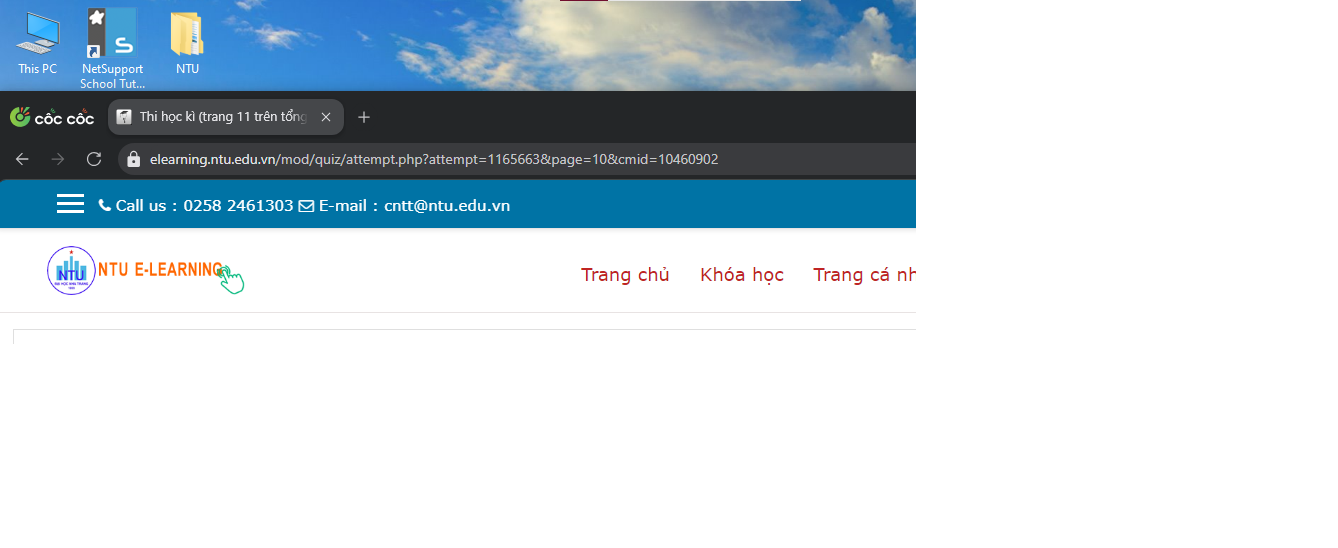 This PC
NetSupport
School Tut...
NTU
cốc cốc
Thi học kì (trang 11 trên tổng
elearning.ntu.edu.vn/mod/quiz/attempt.php?attempt=1165663&page=10&cmid=10460902
Call us : 0258 2461303 E-mail : cntt@ntu.edu.vn
NTU
NTU E-LEARNING
Trang chủ Khóa học Trang cá nh